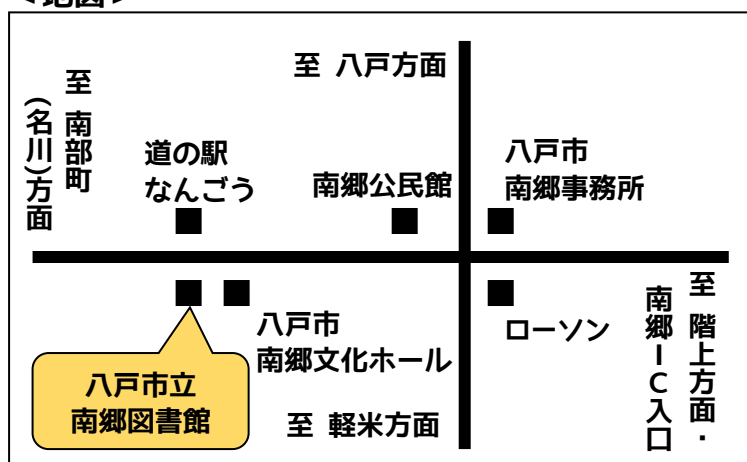 <地図>
至 八戸方面
至 南部町
(名川)方面
道の駅
なんごう
南郷公民館
八戸市
南郷事務所
八戸市
南郷文化ホール
ローソン
至 階上方面・
南郷IC入口
八戸市立
南郷図書館
至 軽米方面